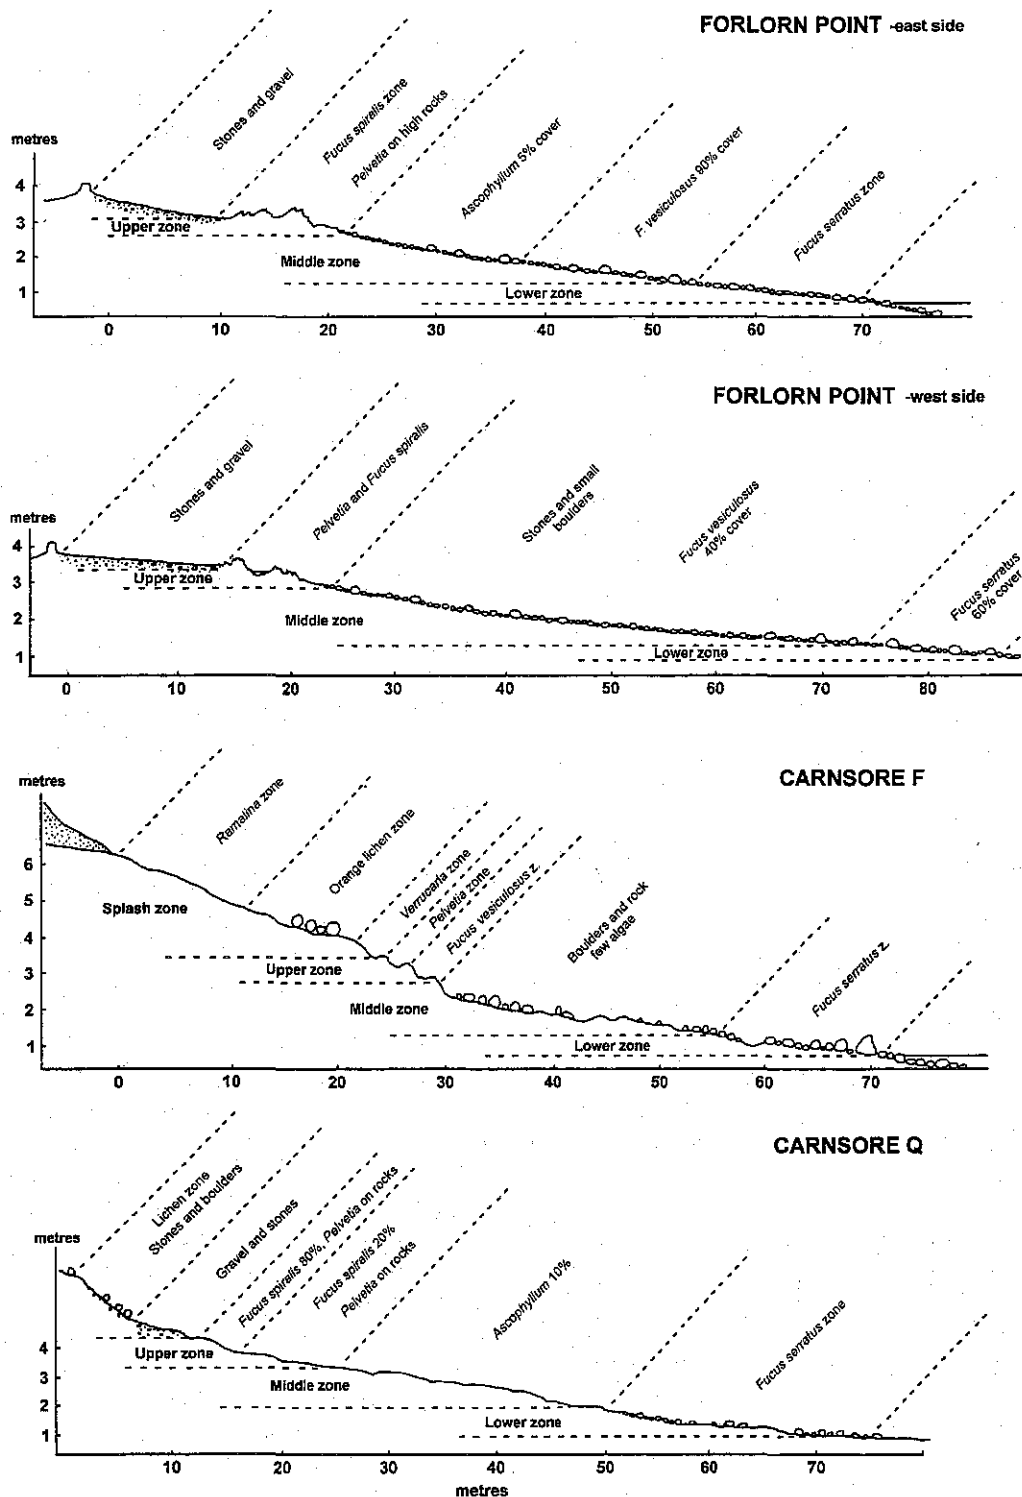 FORLORN POINT -east side
Stones and gravel
Fucus spiralis zone
Pelvetia on high rocks
Ascophyllum 5% cover
F. vesiculosus 90% cover
Fucus serratus zone
metres
4
3
2
1
Upper zone
Middle zone
Lower zone
0 10 20 30 40 50 60 70
FORLORN POINT -west side
Stones and gravel
Pelvetia and Fucus spiralis
Stones and small
boulders
Fucus vesiculosus
40% cover
Fucus serratus
60% cover
metres
4
3
2
1
Upper zone
Middle zone
Lower zone
0 10 20 30 40 50 60 70 80
CARNSORE F
Ramalina zone
Orange lichen zone
Verrucaria zone
Pelvetia zone
Fucus vesiculosus z.
Boulders and rock
few algae
Fucus serratus z.
metres
6
5
4
3
2
1
Splash zone
Upper zone
Middle zone
Lower zone
0 10 20 30 40 50 60 70
CARNSORE Q
Lichen zone
Stones and boulders
Gravel and stones
Fucus spiralis 80%, Pelvetia on rocks
Fucus spiralis 20%
Pelvetia on rocks
Ascophyllum 10%
Fucus serratus zone
metres
4
3
2
1
Upper zone
Middle zone
Lower zone
10 20 30 40 50 60 70
metres